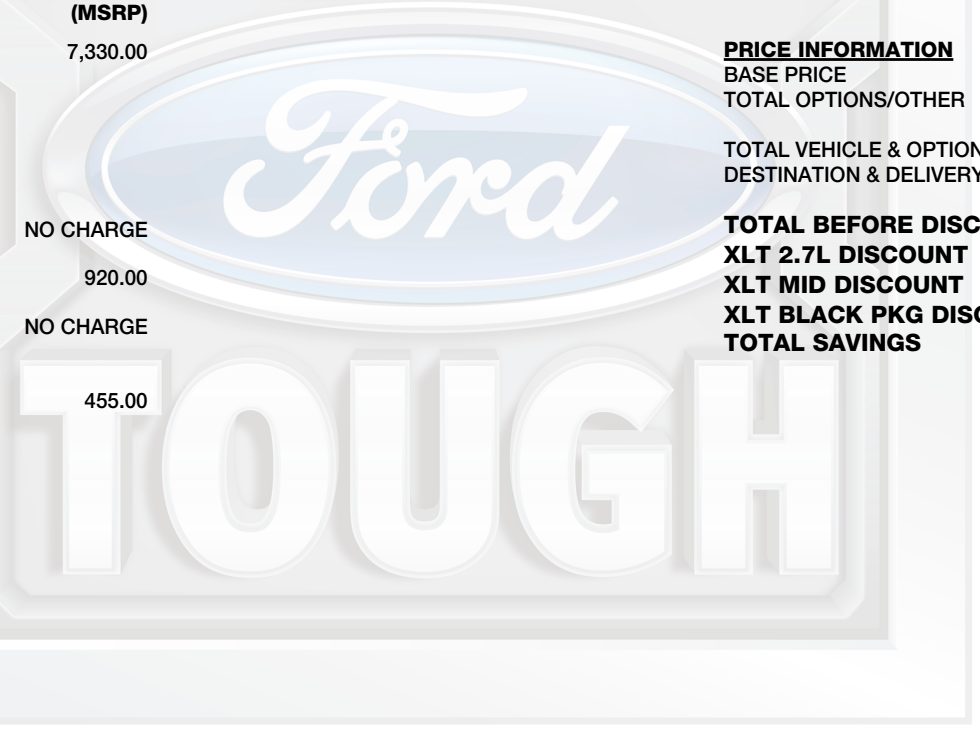 (MSRP)
7,330.00
NO CHARGE
920.00
NO CHARGE
455.00
PRICE INFORMATION
BASE PRICE
TOTAL OPTIONS/OTHER
TOTAL VEHICLE & OPTION
DESTINATION & DELIVERY
TOTAL BEFORE DISC
XLT 2.7L DISCOUNT
XLT MID DISCOUNT
XLT BLACK PKG DISC
TOTAL SAVINGS
Ford
TOUGH